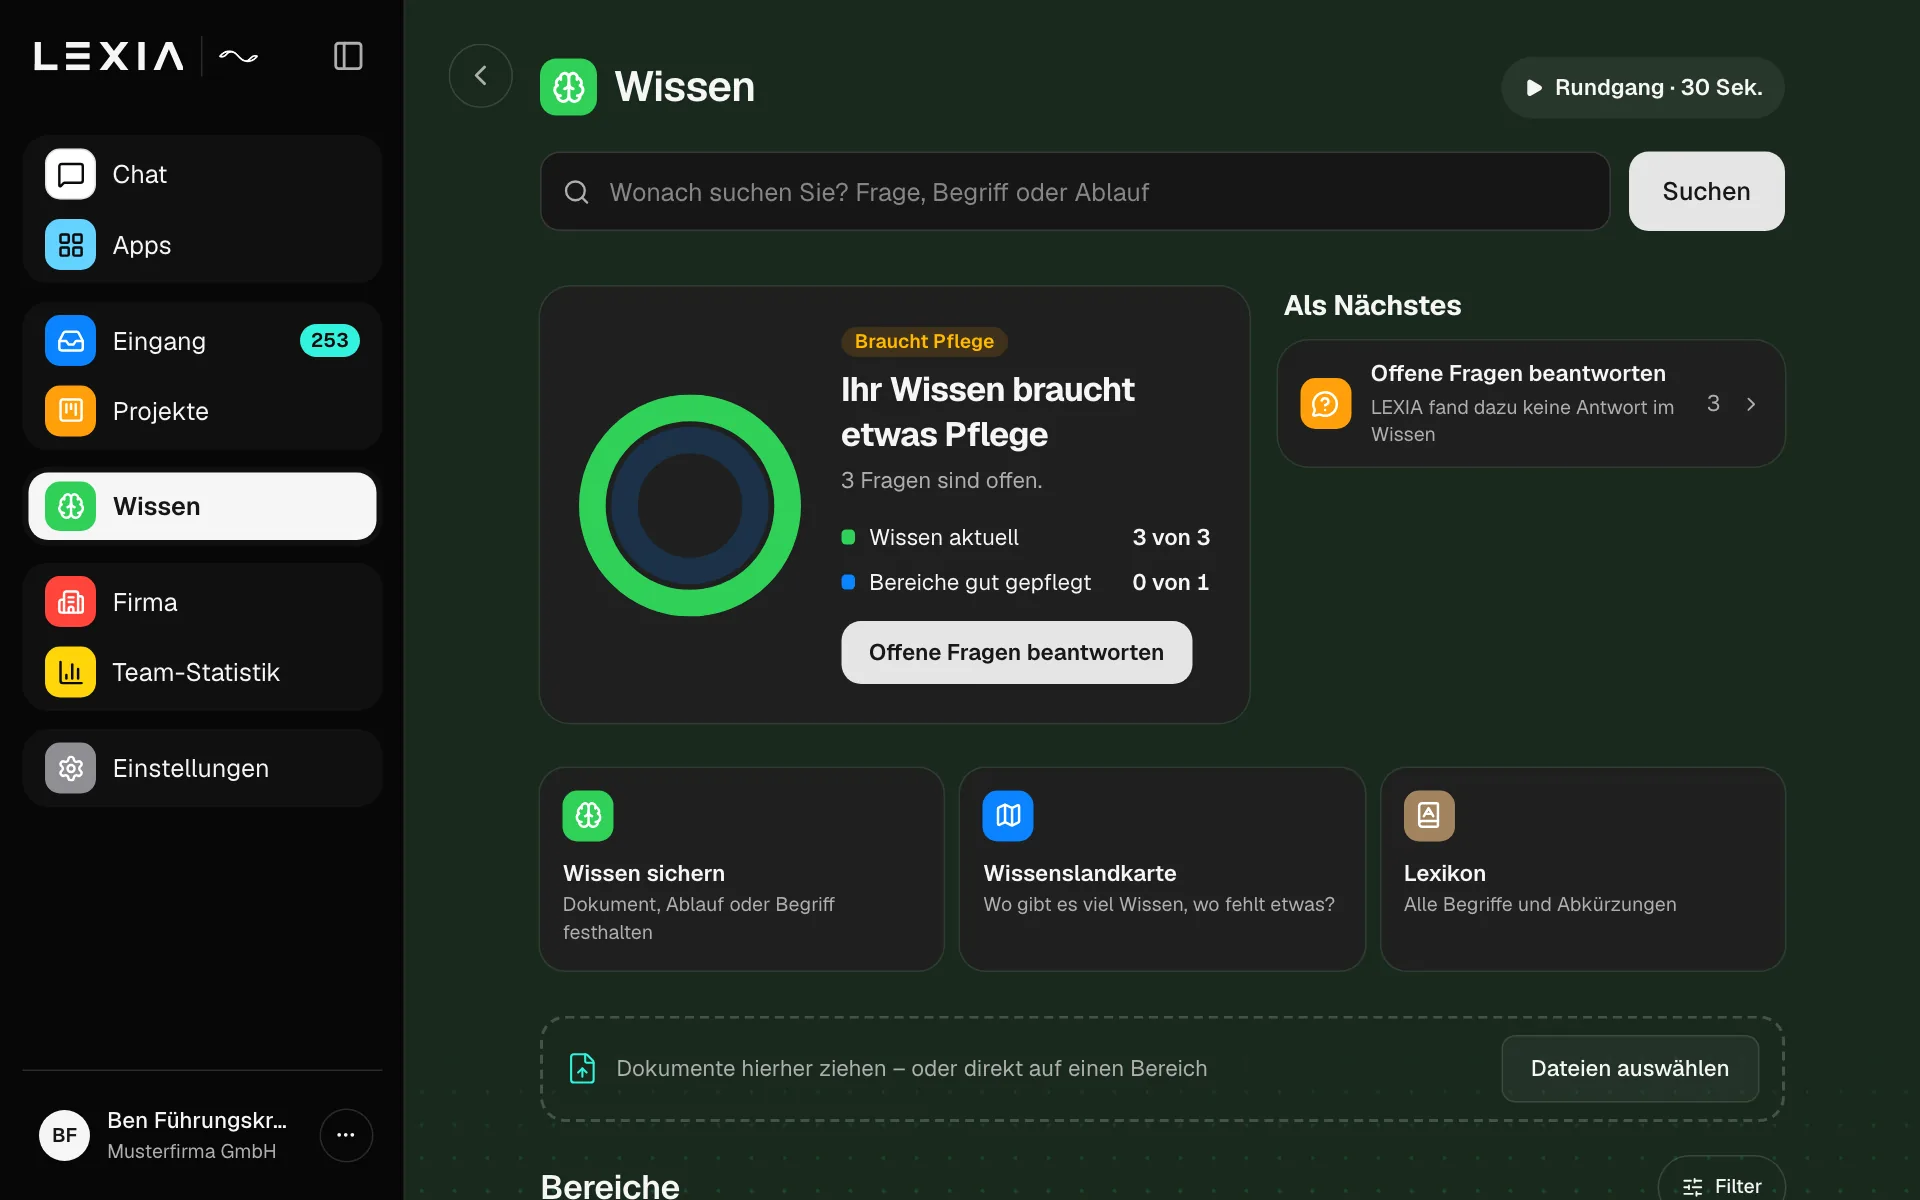 LEXIA
Chat
Apps
Eingang
253
Projekte
Wissen
Firma
Team-Statistik
Einstellungen
BF
Ben Führungskr...
Musterfirma GmbH
Wissen
Rundgang · 30 Sek.
Wonach suchen Sie? Frage, Begriff oder Ablauf
Suchen
Braucht Pflege
Ihr Wissen braucht
etwas Pflege
3 Fragen sind offen.
Wissen aktuell 3 von 3
Bereiche gut gepflegt 0 von 1
Offene Fragen beantworten
Als Nächstes
Offene Fragen beantworten
LEXIA fand dazu keine Antwort im
Wissen
3
Wissen sichern
Dokument, Ablauf oder Begriff
festhalten
Wissenslandkarte
Wo gibt es viel Wissen, wo fehlt etwas?
Lexikon
Alle Begriffe und Abkürzungen
Dokumente hierher ziehen – oder direkt auf einen Bereich
Dateien auswählen
Bereiche
Filter